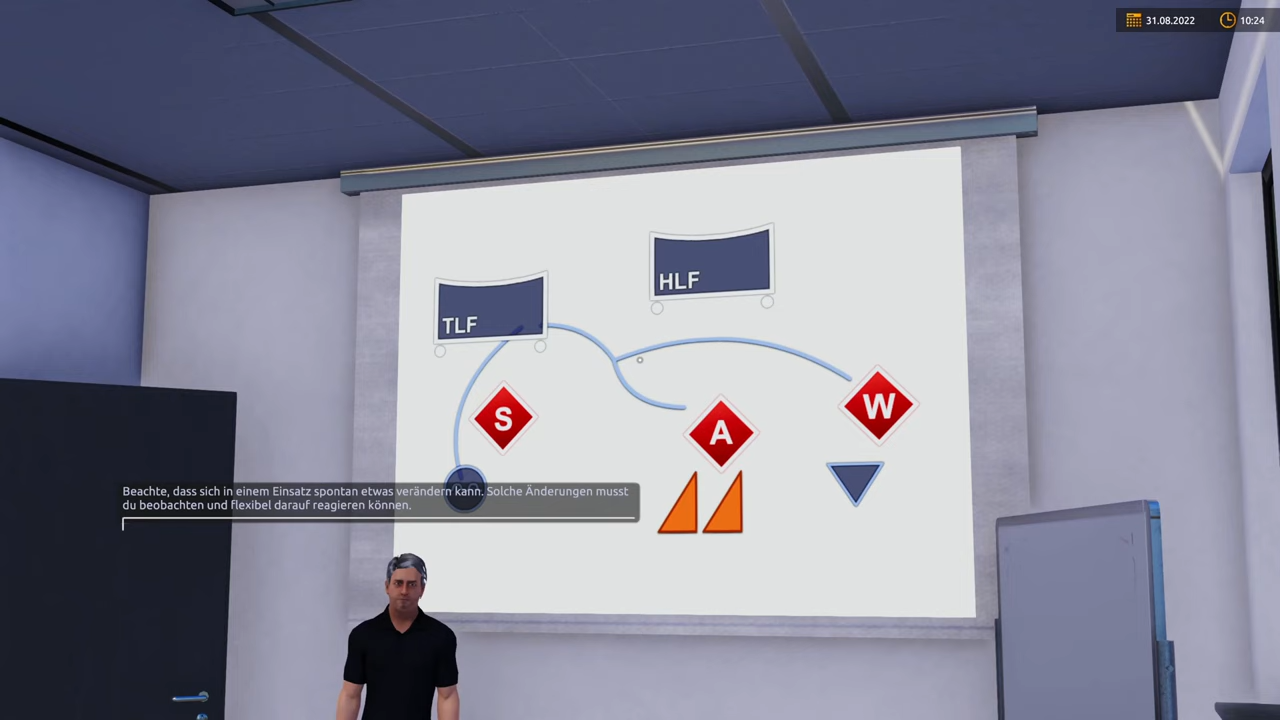 31.08.2022
10:24
HLF
TLF
S
A
W
Beachte, dass sich in einem Einsatz spontan etwas verändern kann. Solche Änderungen musst
du beobachten und flexibel darauf reagieren können.